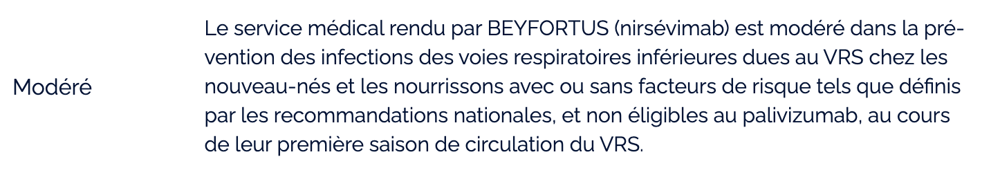 Le service médical rendu par BEYFORTUS (nirsévimab) est modéré dans la pré-
vention des infections des voies respiratoires inférieures dues au VRS chez les
Modéré
nouveau-nés et les nourrissons avec ou sans facteurs de risque tels que définis
par les recommandations nationales, et non éligibles au palivizumab, au cours
de leur première saison de circulation du VRS.